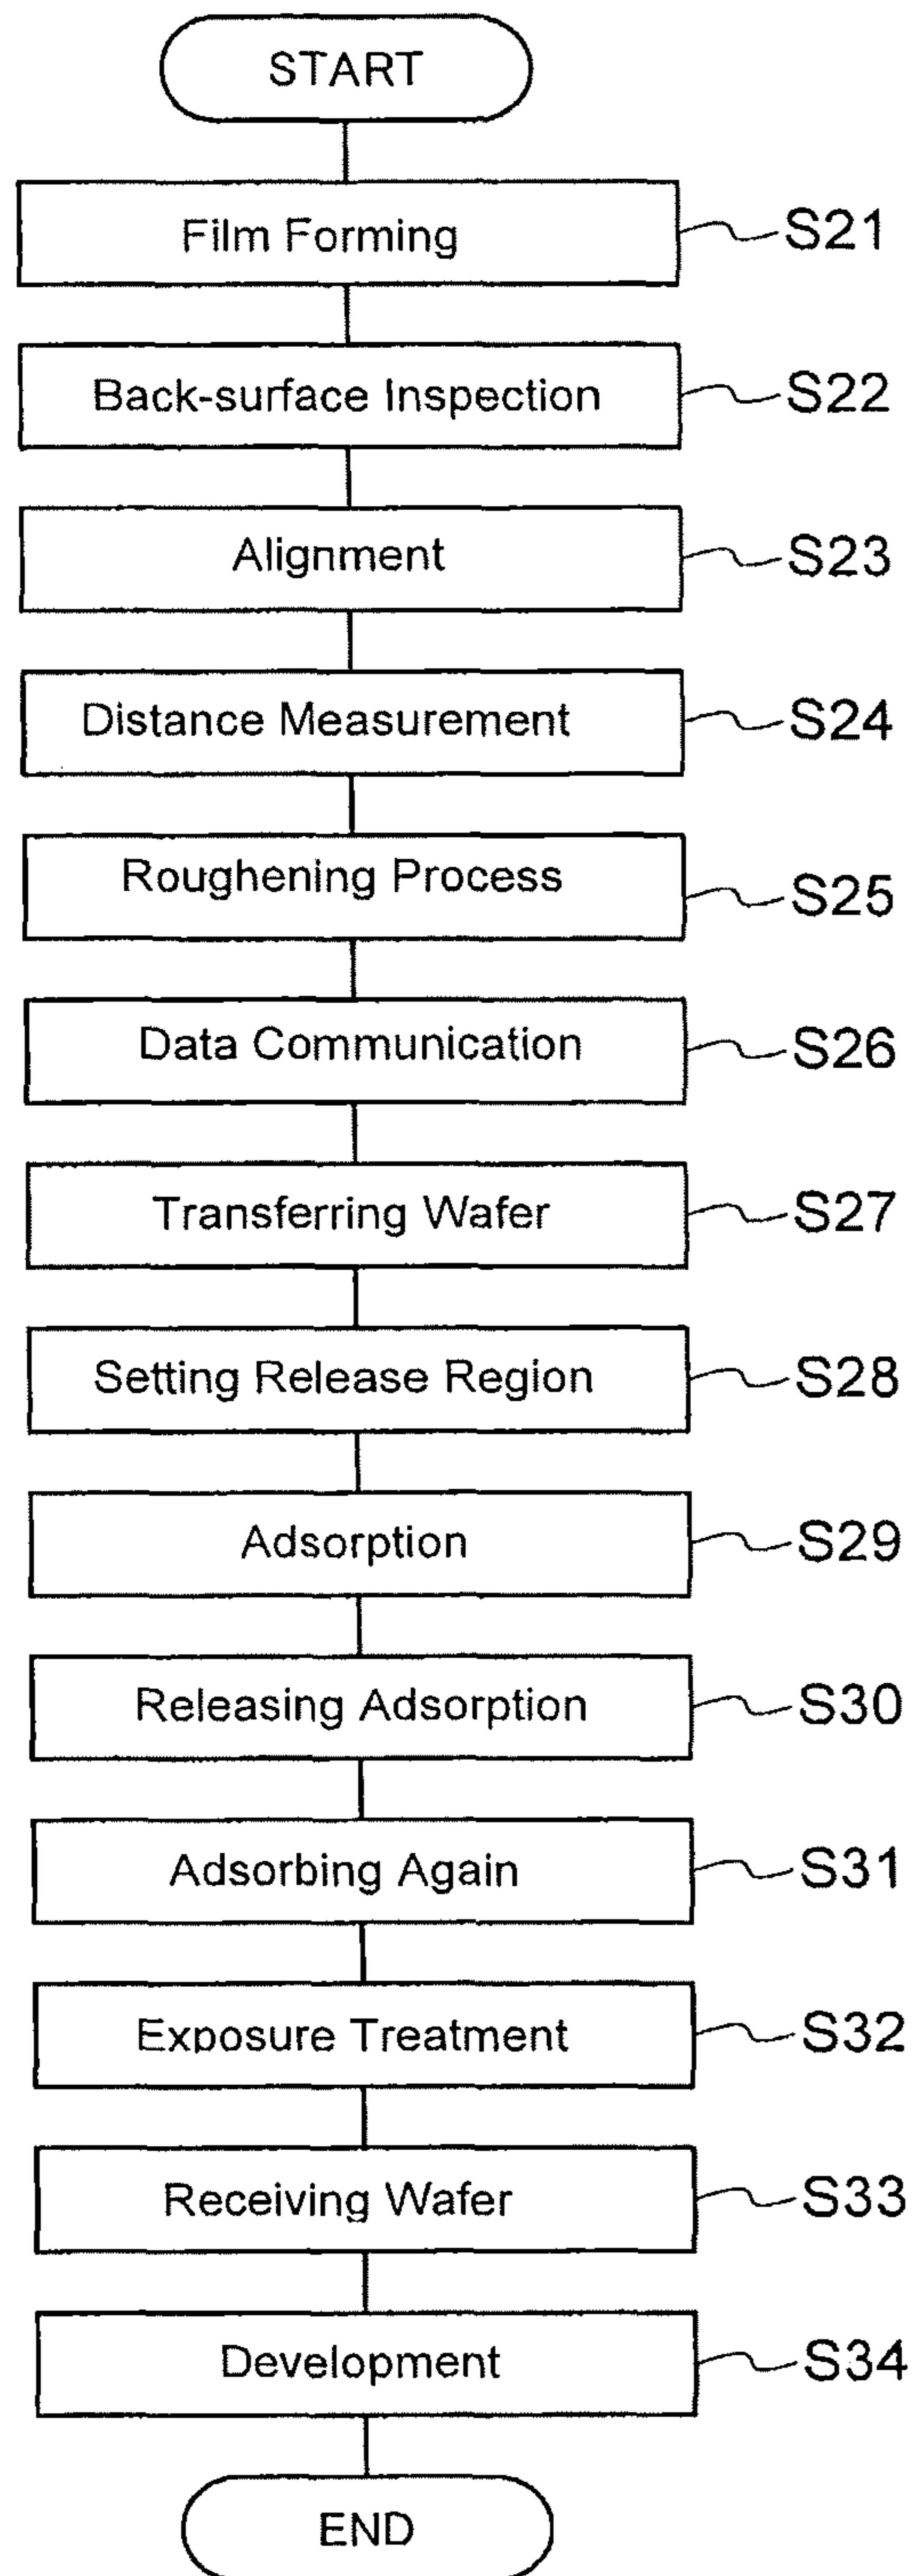 START
Film Forming S21
Back-surface Inspection S22
Alignment S23
Distance Measurement S24
Roughening Process S25
Data Communication S26
Transferring Wafer S27
Setting Release Region S28
Adsorption S29
Releasing Adsorption S30
Adsorbing Again S31
Exposure Treatment S32
Receiving Wafer S33
Development S34
END